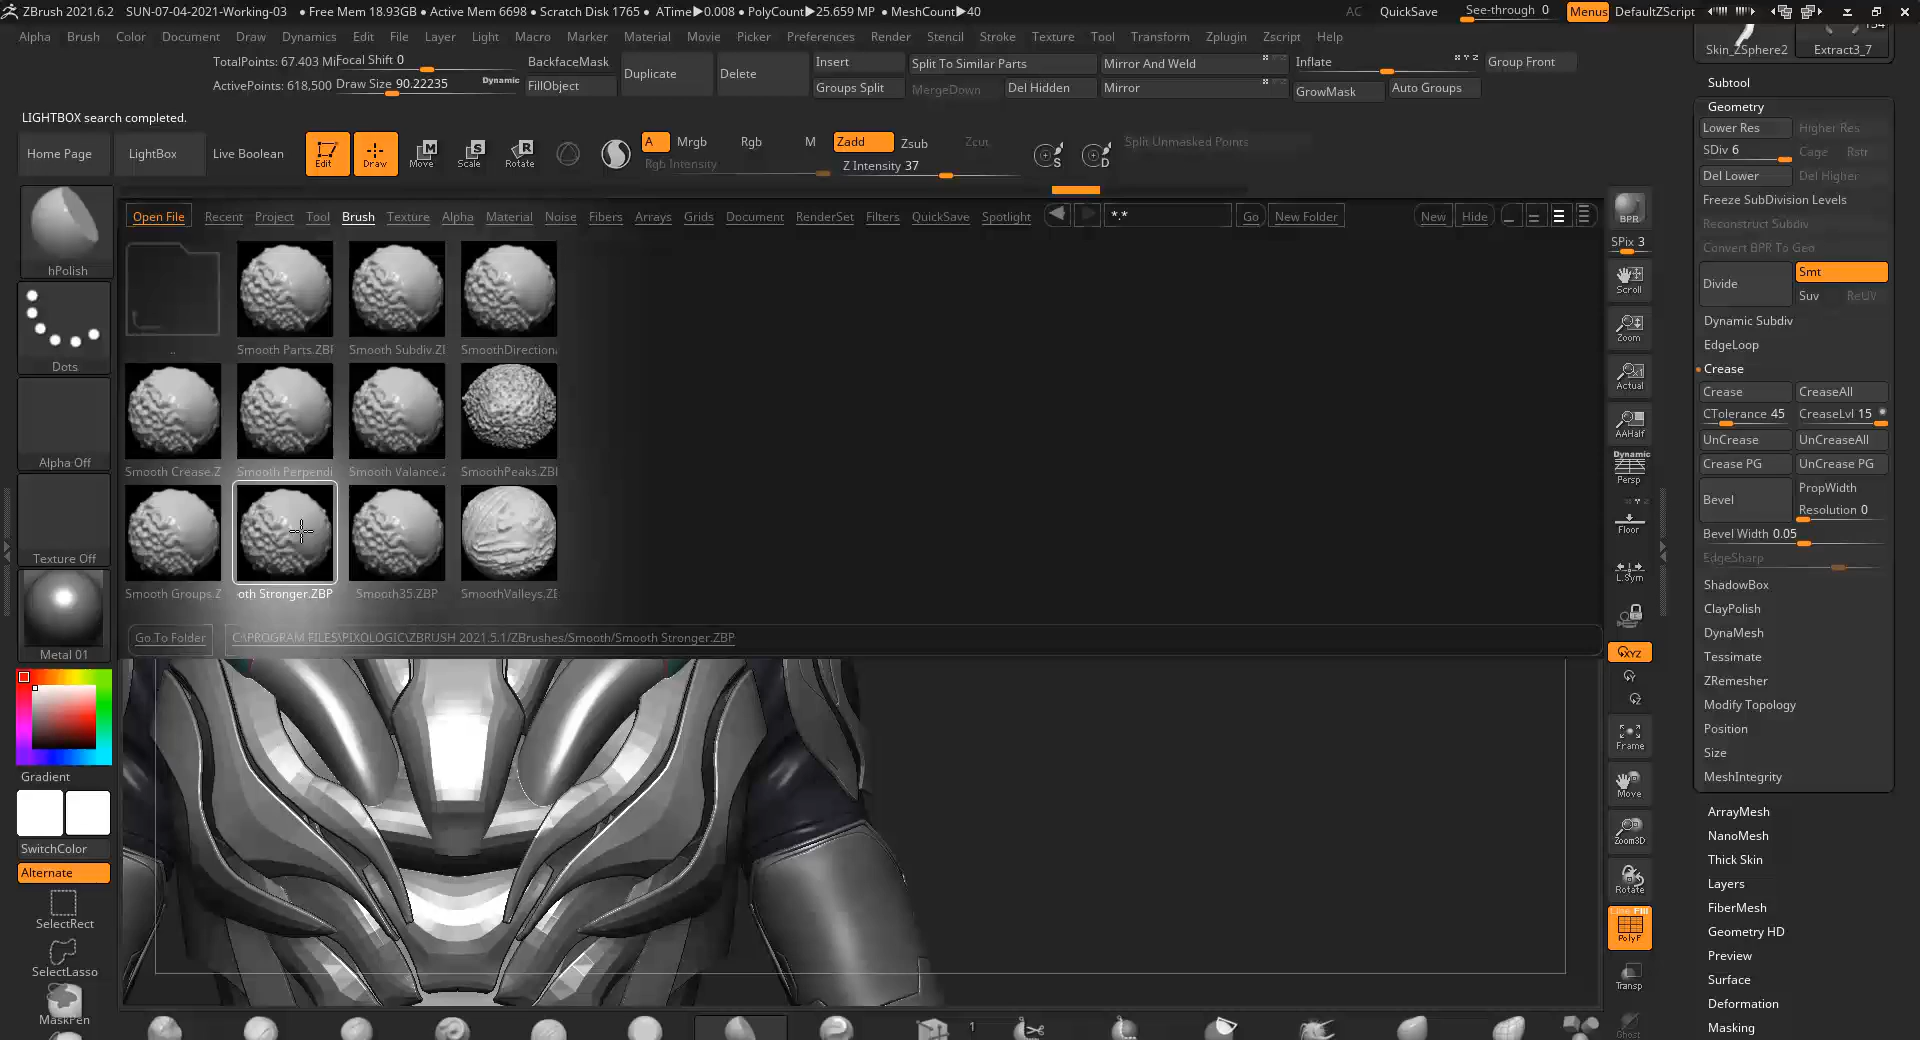 ZBrush 2021.6.2 SUN-07-04-2021-Working-03 • Free Mem 18.93GB • Active Mem 6698 • Scratch Disk 1765 • ATime▶0.008 • PolyCount▶25.659 MP • MeshCount▶40 AC QuickSave See-through 0 Menus DefaultZScript
Alpha Brush Color Document Draw Dynamics Edit File Layer Light Macro Marker Material Movie Picker Preferences Render Stencil Stroke Texture Tool Transform Zplugin Zscript Help
Skin_ZSphere2 Extract3_7
TotalPoints: 67.403 Mi Focal Shift 0 BackfaceMask Duplicate Delete Insert Split To Similar Parts Mirror And Weld Inflate Group Front
ActivePoints: 618,500 Draw Size 90.22235 Dynamic FillObject Groups Split MergeDown Del Hidden Mirror GrowMask Auto Groups
LIGHTBOX search completed.
Home Page LightBox Live Boolean Edit Draw Move Scale Rotate A Mrgb Rgb M Zadd Zsub Zcut Split Unmasked Points
Rgb Intensity Z Intensity 37
Open File Recent Project Tool Brush Texture Alpha Material Noise Fibers Arrays Grids Document RenderSet Filters QuickSave Spotlight *.* Go New Folder New Hide
hPolish
Dots
Alpha Off
Texture Off
Metal 01
Gradient
SwitchColor
Alternate
SelectRect
SelectLasso
MaskPen
..
Smooth Parts.ZBP
Smooth Subdiv.ZB
SmoothDirectiona
Smooth Crease.Z
Smooth Perpendi
Smooth Valance.Z
SmoothPeaks.ZB
Smooth Groups.Z
oth Stronger.ZBP
Smooth35.ZBP
SmoothValleys.ZB
Go To Folder C:\PROGRAM FILES\PIXOLOGIC\ZBRUSH 2021.5.1/ZBrushes/Smooth/Smooth Stronger.ZBP
1
BPR
SPix 3
Scroll
Zoom
Actual
AAHalf
Dynamic
Persp
Floor
L.Sym
XYZ
Frame
Move
Zoom3D
Rotate
Line Fill
PolyF
Transp
Ghost
Subtool
Geometry
Lower Res Higher Res
SDiv 6 Cage Rstr
Del Lower Del Higher
Freeze SubDivision Levels
Reconstruct Subdiv
Convert BPR To Geo
Divide Smt
Suv ReUV
Dynamic Subdiv
EdgeLoop
Crease
Crease CreaseAll
CTolerance 45 CreaseLvl 15
UnCrease UnCreaseAll
Crease PG UnCrease PG
Bevel PropWidth
Resolution 0
Bevel Width 0.05
EdgeSharp
ShadowBox
ClayPolish
DynaMesh
Tessimate
ZRemesher
Modify Topology
Position
Size
MeshIntegrity
ArrayMesh
NanoMesh
Thick Skin
Layers
FiberMesh
Geometry HD
Preview
Surface
Deformation
Masking